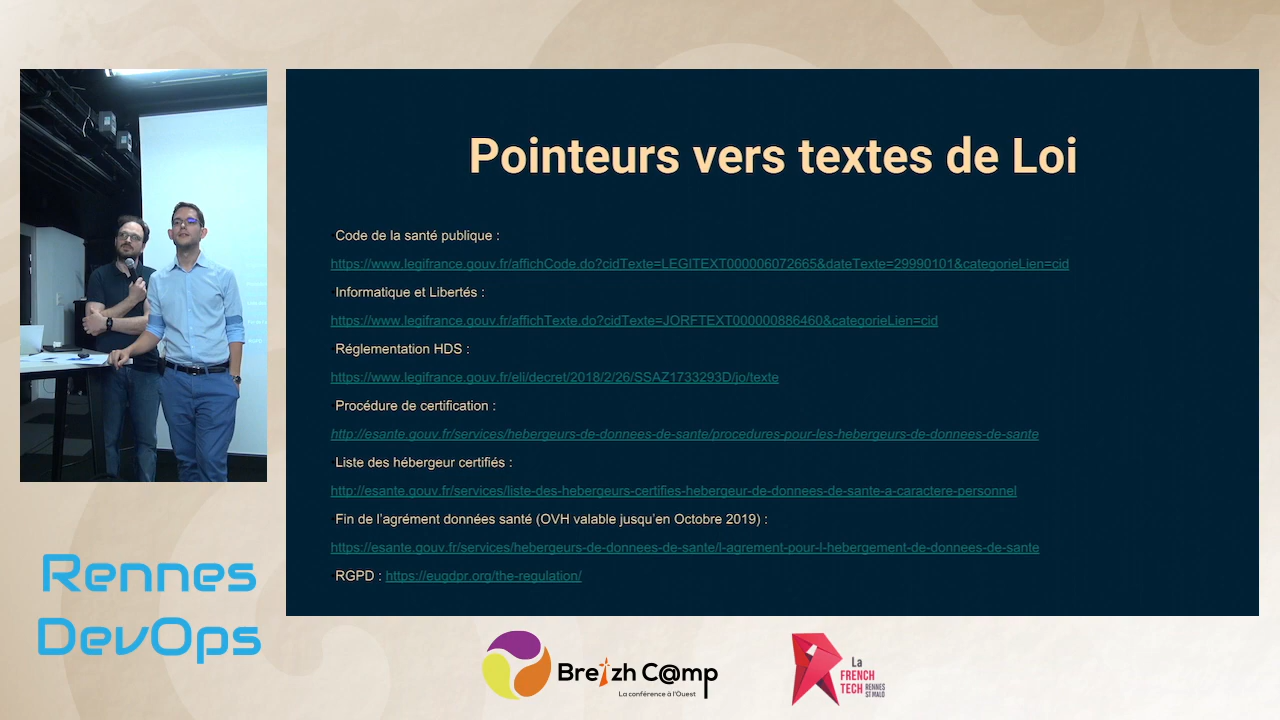 Pointeurs vers textes de Loi
Code de la santé publique :
https://www.legifrance.gouv.fr/affichCode.do?cidTexte=LEGITEXT000006072665&dateTexte=29990101&categorieLien=cid
Informatique et Libertés :
https://www.legifrance.gouv.fr/affichTexte.do?cidTexte=JORFTEXT000000886460&categorieLien=cid
Réglementation HDS :
https://www.legifrance.gouv.fr/eli/decret/2018/2/26/SSAZ1733293D/jo/texte
Procédure de certification :
http://esante.gouv.fr/services/hebergeurs-de-donnees-de-sante/procedures-pour-les-hebergeurs-de-donnees-de-sante
Liste des hébergeur certifiés :
http://esante.gouv.fr/services/liste-des-hebergeurs-certifies-hebergeur-de-donnees-de-sante-a-caractere-personnel
Fin de l'agrément données santé (OVH valable jusqu'en Octobre 2019) :
https://esante.gouv.fr/services/hebergeurs-de-donnees-de-sante/l-agrement-pour-l-hebergement-de-donnees-de-sante
RGPD : https://eugdpr.org/the-regulation/
Rennes
DevOps
Breizh C@mp
La conférence à l'Ouest
La
FRENCH
TECH RENNES
ST MALO